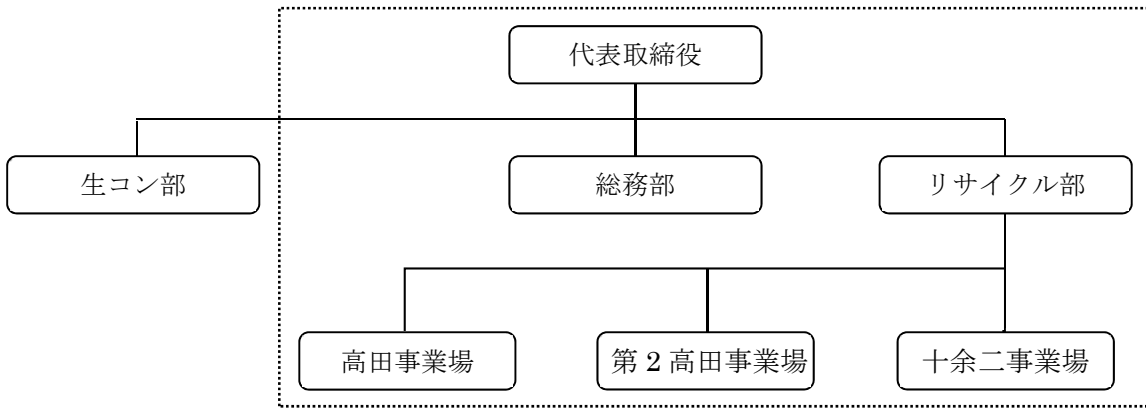 代表取締役
生コン部
総務部
リサイクル部
高田事業場
第2高田事業場
十余二事業場